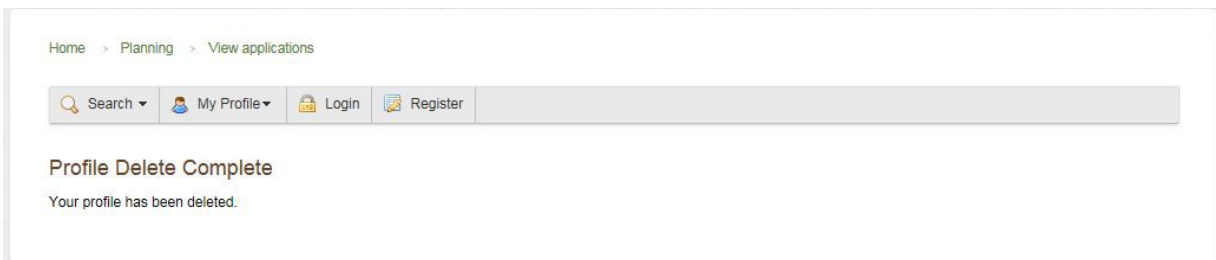 Home > Planning > View applications
Search My Profile Login Register
Profile Delete Complete
Your profile has been deleted.